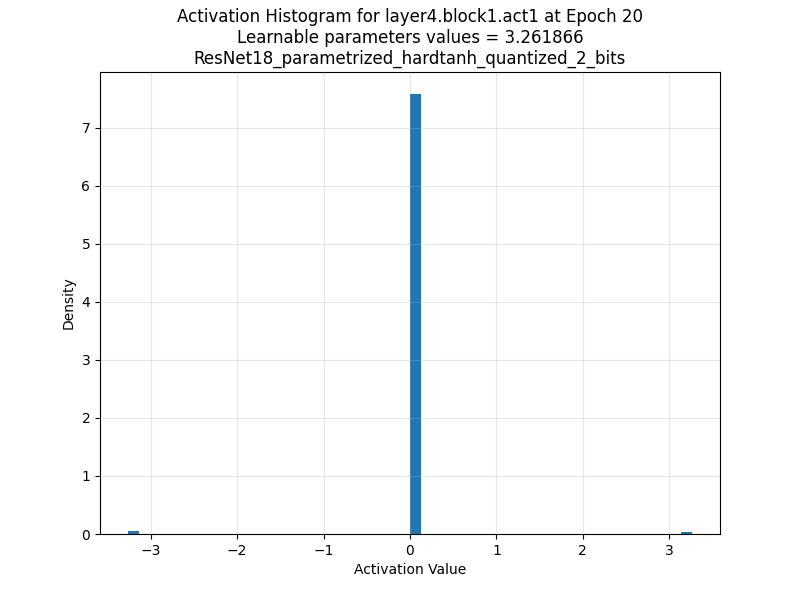 Activation Histogram for layer4.block1.act1 at Epoch 20
Learnable parameters values = 3.261866
ResNet18_parametrized_hardtanh_quantized_2_bits
7
6
5
4
3
2
1
0
Density
−3 −2 −1 0 1 2 3
Activation Value